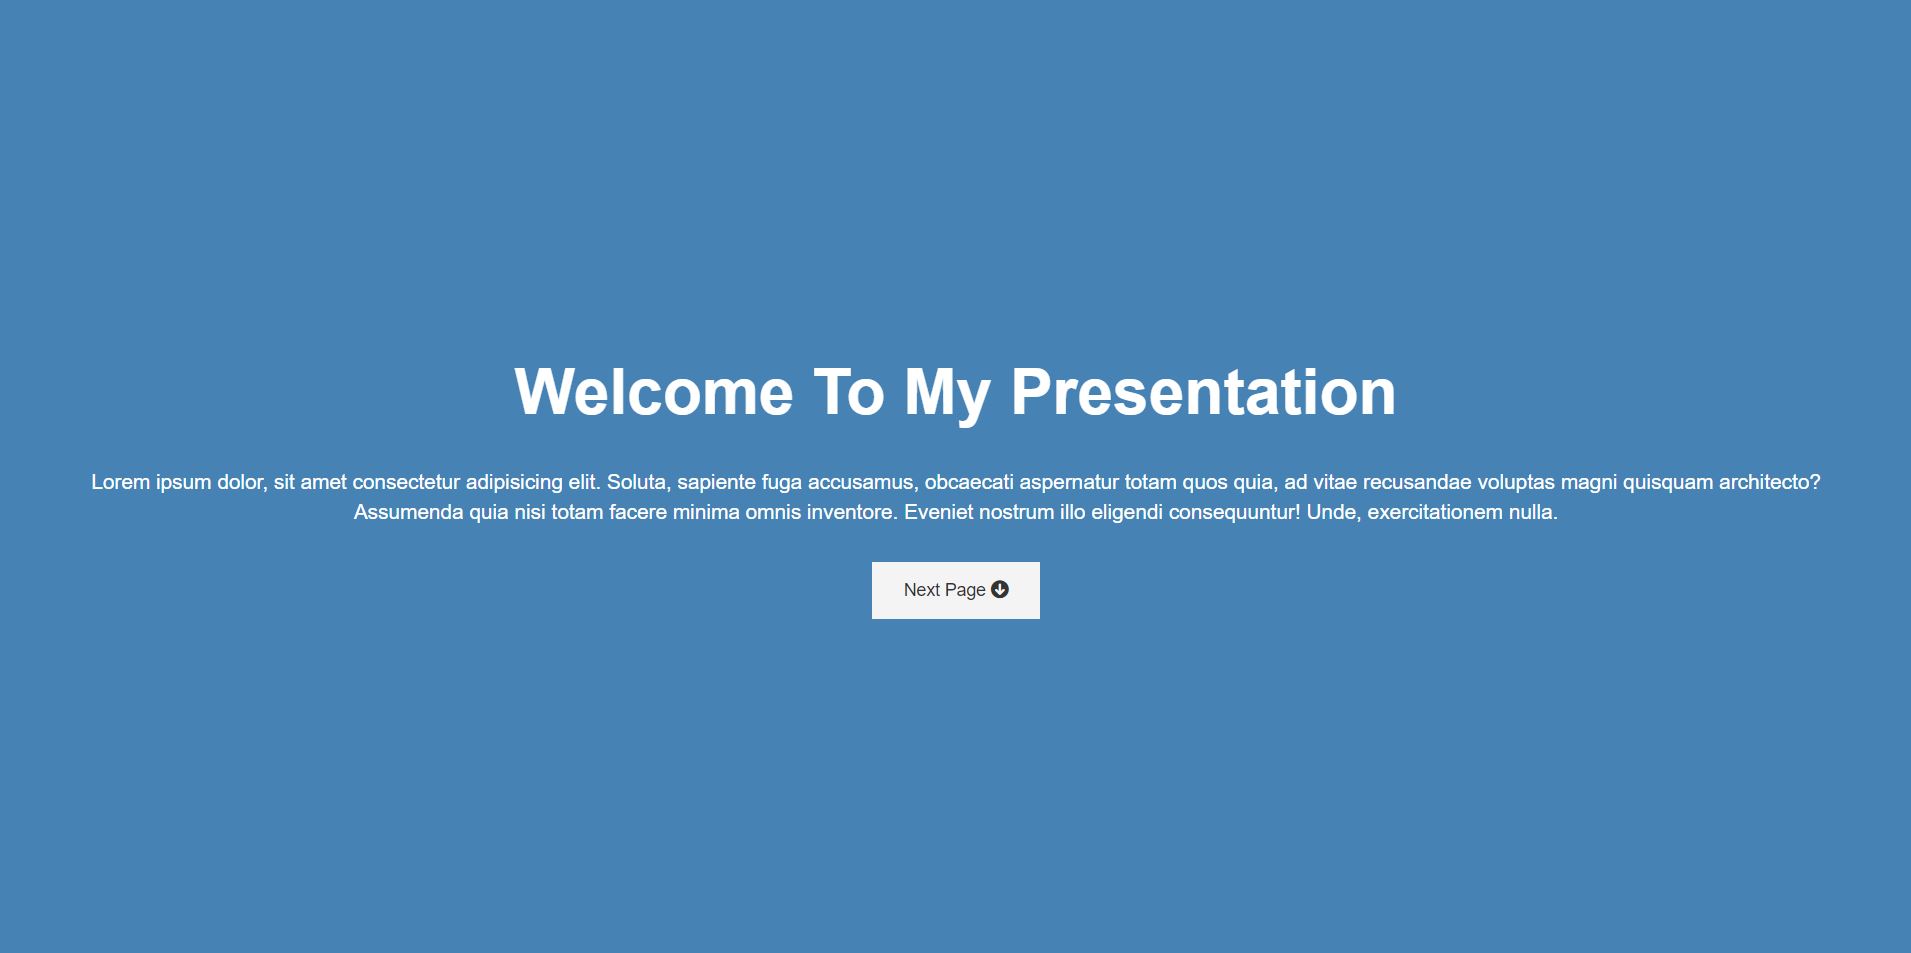 Welcome To My Presentation
Lorem ipsum dolor, sit amet consectetur adipisicing elit. Soluta, sapiente fuga accusamus, obcaecati aspernatur totam quos quia, ad vitae recusandae voluptas magni quisquam architecto?
Assumenda quia nisi totam facere minima omnis inventore. Eveniet nostrum illo eligendi consequuntur! Unde, exercitationem nulla.
Next Page